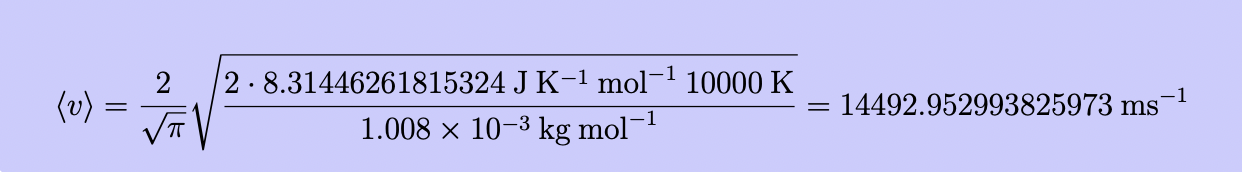 ⟨v⟩ = 2/√π √(2 · 8.31446261815324 J K⁻¹ mol⁻¹ 10000 K / 1.008 × 10⁻³ kg mol⁻¹) = 14492.952993825973 ms⁻¹